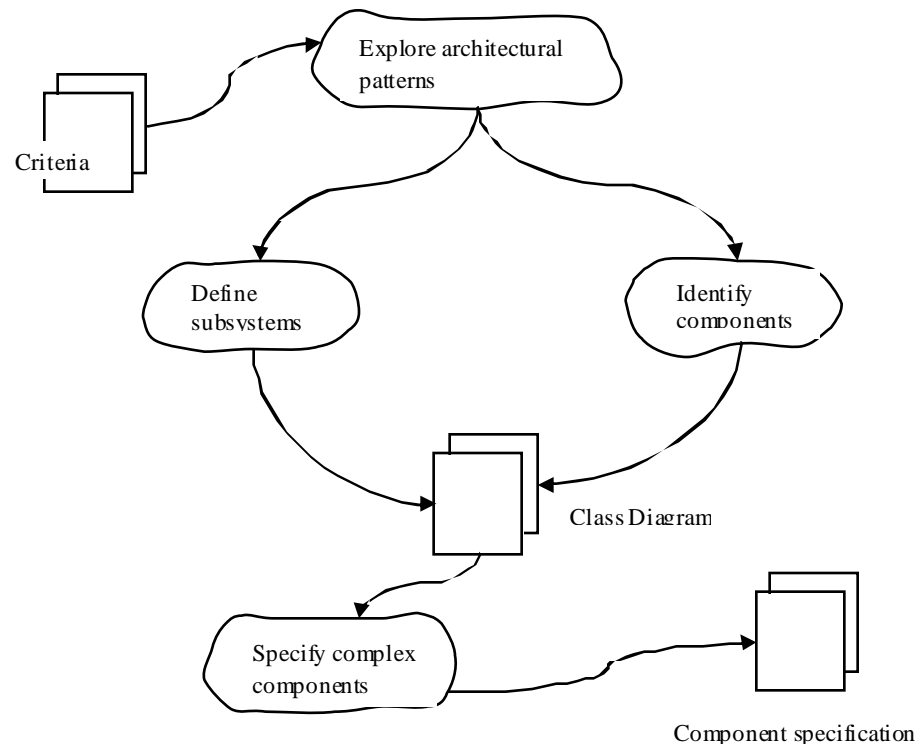 Explore architectural
patterns
Criteria
Define
subsystems
Identify
components
Class Diagram
Specify complex
components
Component specification